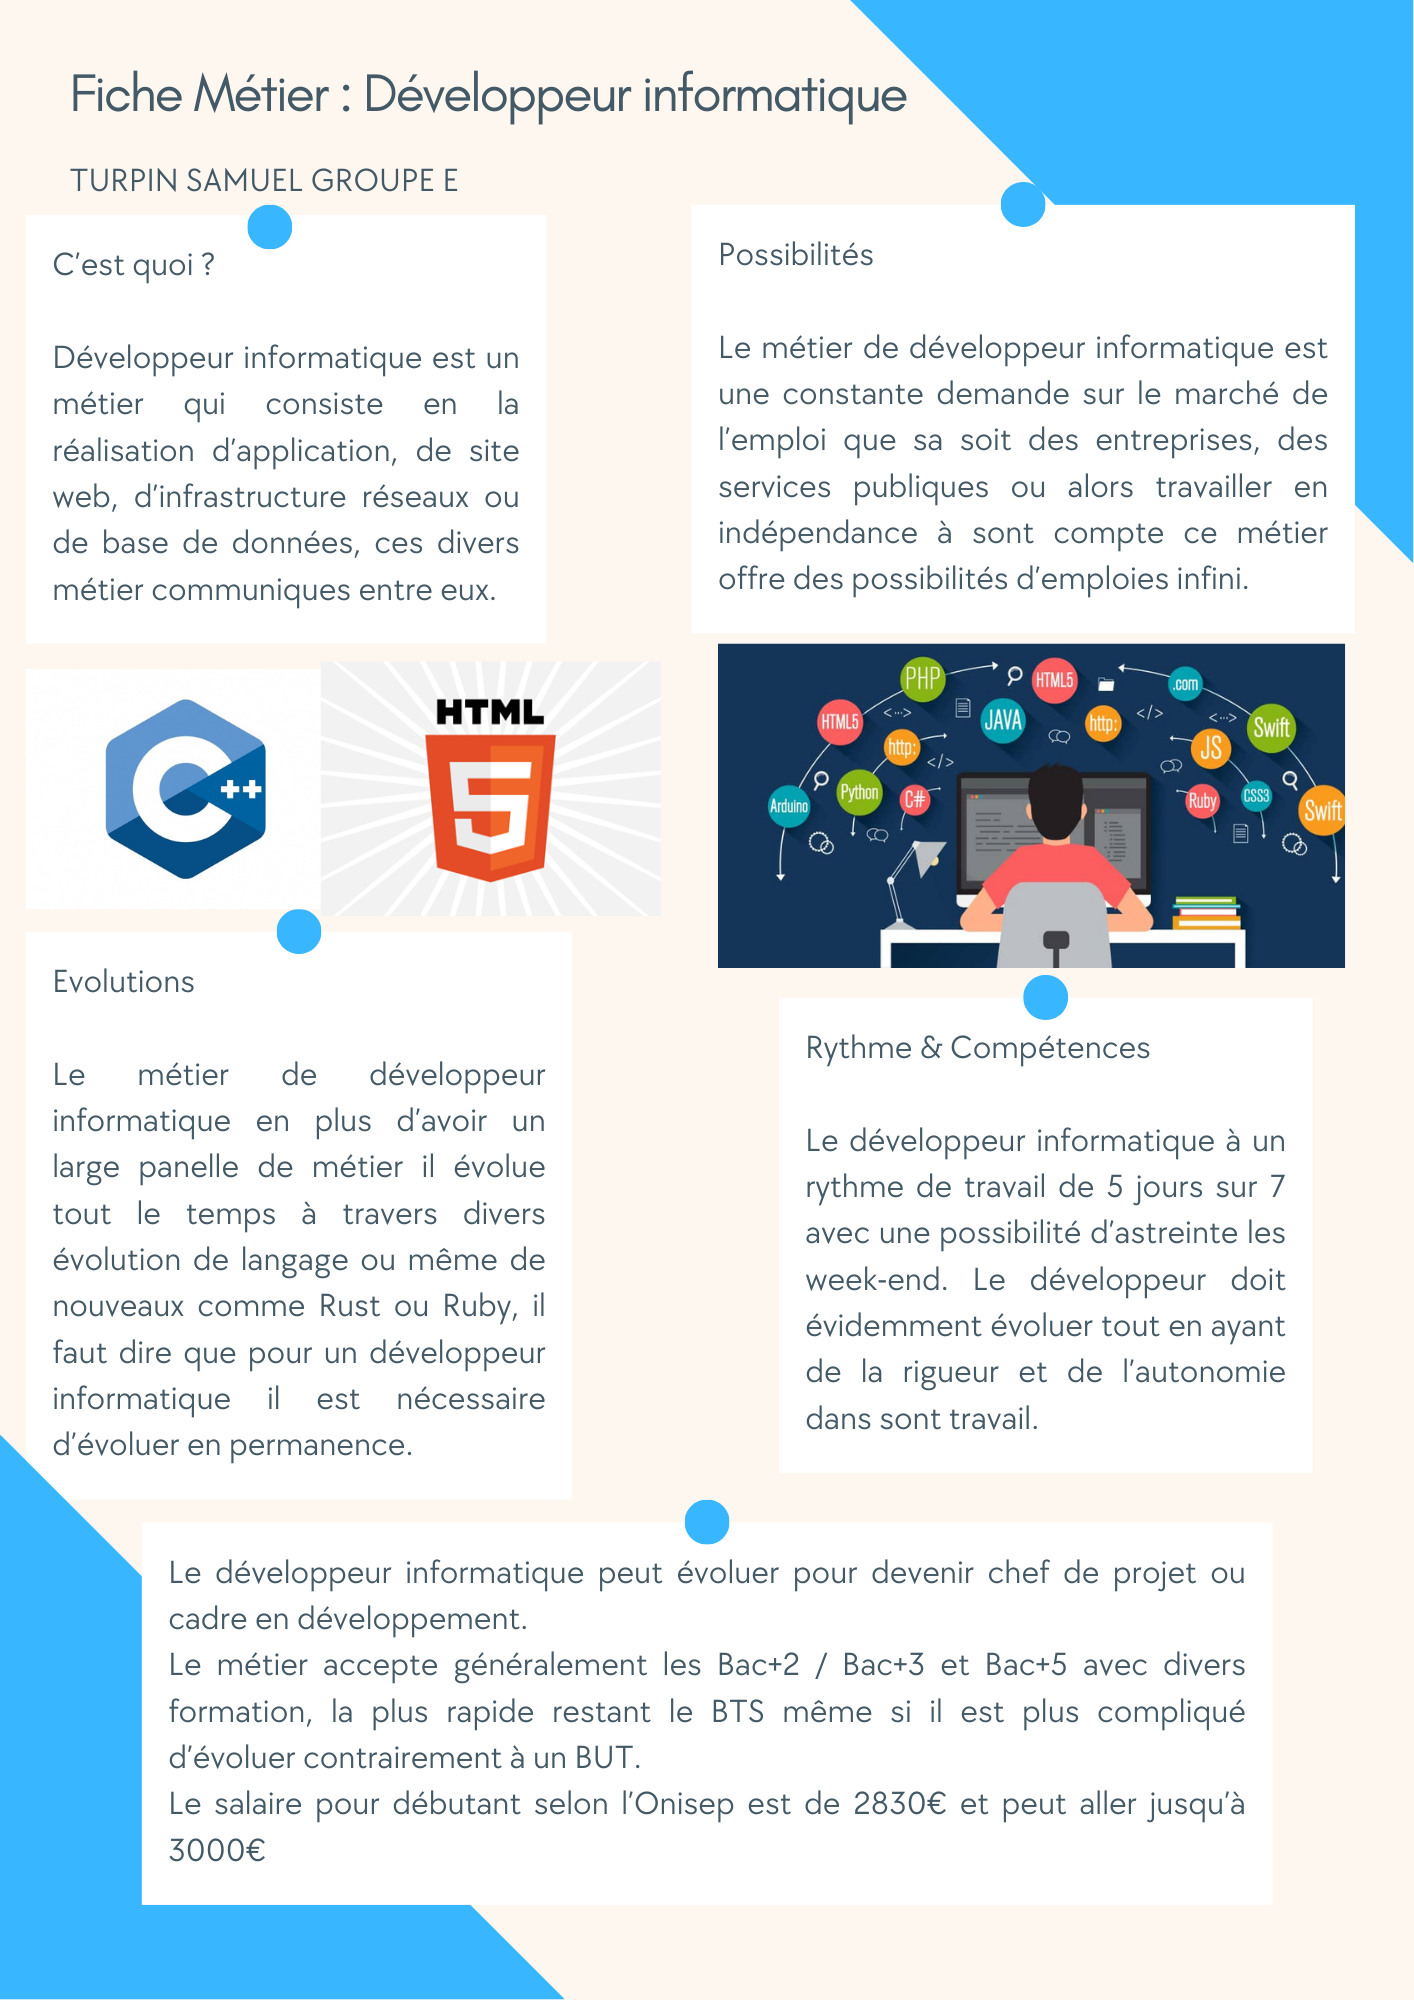 Fiche Métier : Développeur informatique
TURPIN SAMUEL GROUPE E
C'est quoi ?
Développeur informatique est un
métier qui consiste en la
réalisation d'application, de site
web, d'infrastructure réseaux ou
de base de données, ces divers
métier communiques entre eux.
Possibilités
Le métier de développeur informatique est
une constante demande sur le marché de
l'emploi que sa soit des entreprises, des
services publiques ou alors travailler en
indépendance à sont compte ce métier
offre des possibilités d'emploies infini.
C++
HTML
5
PHP
HTML5
.com
HTML5
JAVA
http:
Swift
http:
JS
</>
</>
<···>
<···>
Arduino
Python
C#
Ruby
CSS3
Swift
Evolutions
Le métier de développeur
informatique en plus d'avoir un
large panelle de métier il évolue
tout le temps à travers divers
évolution de langage ou même de
nouveaux comme Rust ou Ruby, il
faut dire que pour un développeur
informatique il est nécessaire
d'évoluer en permanence.
Rythme & Compétences
Le développeur informatique à un
rythme de travail de 5 jours sur 7
avec une possibilité d'astreinte les
week-end. Le développeur doit
évidemment évoluer tout en ayant
de la rigueur et de l'autonomie
dans sont travail.
Le développeur informatique peut évoluer pour devenir chef de projet ou
cadre en développement.
Le métier accepte généralement les Bac+2 / Bac+3 et Bac+5 avec divers
formation, la plus rapide restant le BTS même si il est plus compliqué
d'évoluer contrairement à un BUT.
Le salaire pour débutant selon l'Onisep est de 2830€ et peut aller jusqu'à
3000€